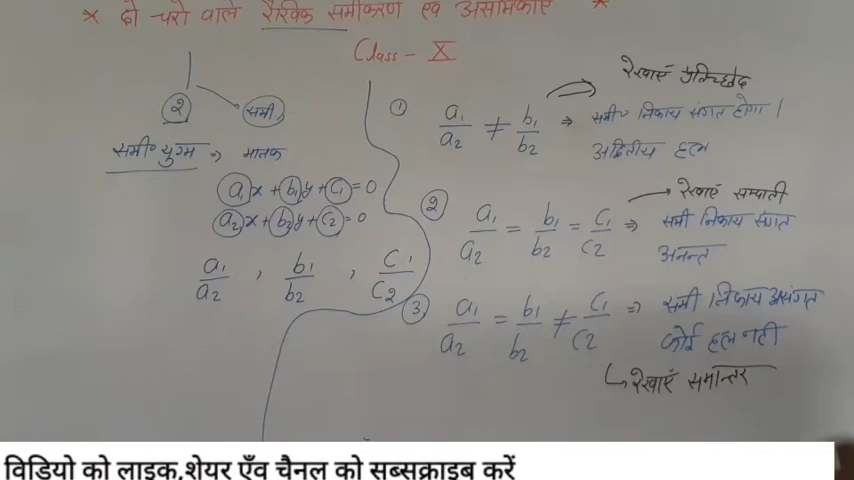 * दो चरों वाले रैखिक समीकरण एवं असमिकाएँ *
Class - X
2 समी.
समी० युग्म ⇒ मानक
a₁x + b₁y + c₁ = 0
a₂x + b₂y + c₂ = 0
a₁/a₂ , b₁/b₂ , c₁/c₂
① a₁/a₂ ≠ b₁/b₂ ⇒ समी० निकाय संगत होगा।
रेखाएं प्रतिच्छेद
अद्वितीय हल
② a₁/a₂ = b₁/b₂ = c₁/c₂ ⇒ समी निकाय संगत
→ रेखाएं सम्पाती
अनन्त
③ a₁/a₂ = b₁/b₂ ≠ c₁/c₂ ⇒ समी निकाय असंगत
कोई हल नही
↳ रेखाएं समान्तर
विडियो को लाइक,शेयर एँव चैनल को सब्सक्राइब करें